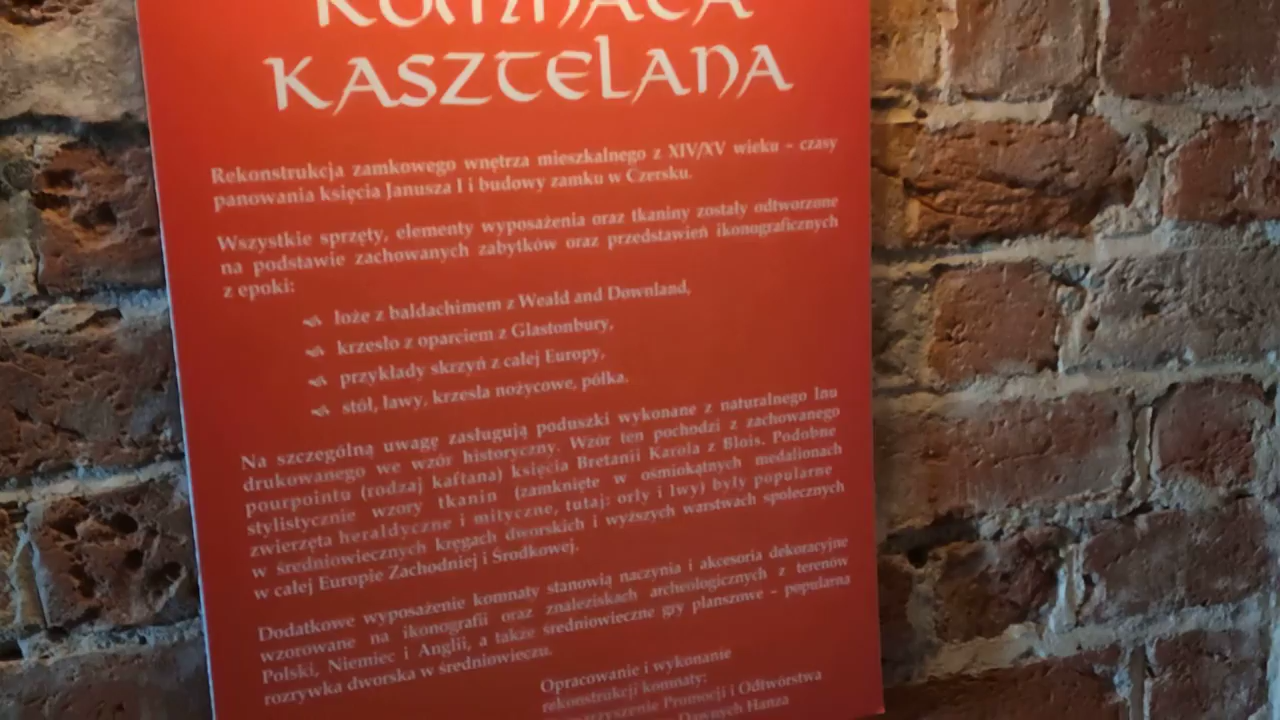 KOMNATA
KASZTELANA
Rekonstrukcja zamkowego wnętrza mieszkalnego z XIV/XV wieku – czasy
panowania księcia Janusza I i budowy zamku w Czersku.
Wszystkie sprzęty, elementy wyposażenia oraz tkaniny zostały odtworzone
na podstawie zachowanych zabytków oraz przedstawień ikonograficznych
z epoki:
łoże z baldachimem z Weald and Downland,
krzesło z oparciem z Glastonbury,
przykłady skrzyń z całej Europy,
stół, ławy, krzesła nożycowe, półka.
Na szczególną uwagę zasługują poduszki wykonane z naturalnego lnu
drukowanego we wzór historyczny. Wzór ten pochodzi z zachowanego
pourpointu (rodzaj kaftana) księcia Bretanii Karola z Blois. Podobne
stylistycznie wzory tkanin (zamknięte w ośmiokątnych medalionach
zwierzęta heraldyczne i mityczne, tutaj: orły i lwy) były popularne
w średniowiecznych kręgach dworskich i wyższych warstwach społecznych
w całej Europie Zachodniej i Środkowej.
Dodatkowe wyposażenie komnaty stanowią naczynia i akcesoria dekoracyjne
wzorowane na ikonografii oraz znaleziskach archeologicznych z terenów
Polski, Niemiec i Anglii, a także średniowieczne gry planszowe – popularna
rozrywka dworska w średniowieczu.
Opracowanie i wykonanie
rekonstrukcji komnaty:
Promocji i Odtwórstwa
Dawnych Hanza